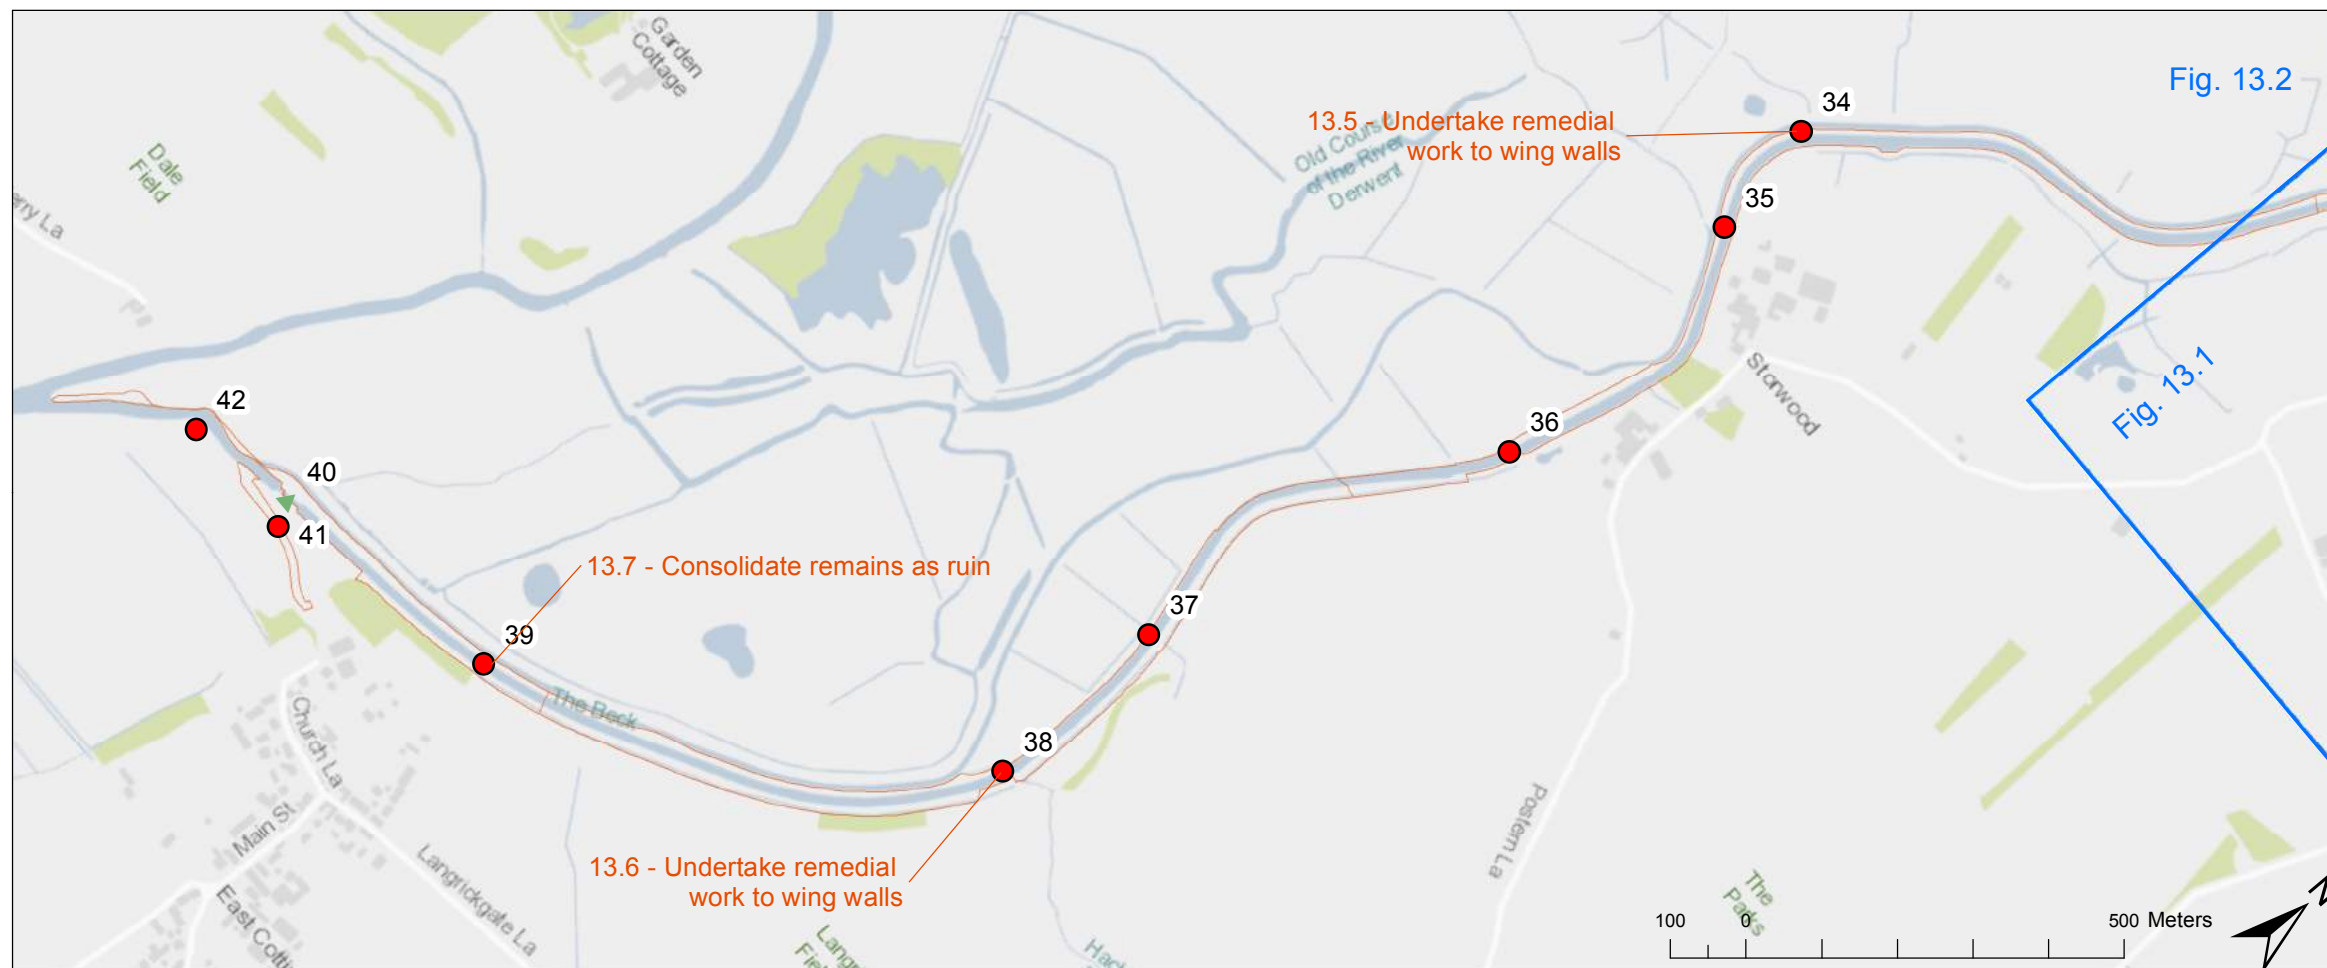 Garden
Cottage
Fig. 13.2
34
13.5 - Undertake remedial
work to wing walls
Old Course
of the River
Derwent
Dale
Field
35
La
Fig. 13.1
Storwood
42
36
40
41
13.7 - Consolidate remains as ruin
37
39
The Beck
38
Church La
Main St
Postern La
13.6 - Undertake remedial
work to wing walls
Langrickgate La
The
Parks
East
100 0 500 Meters